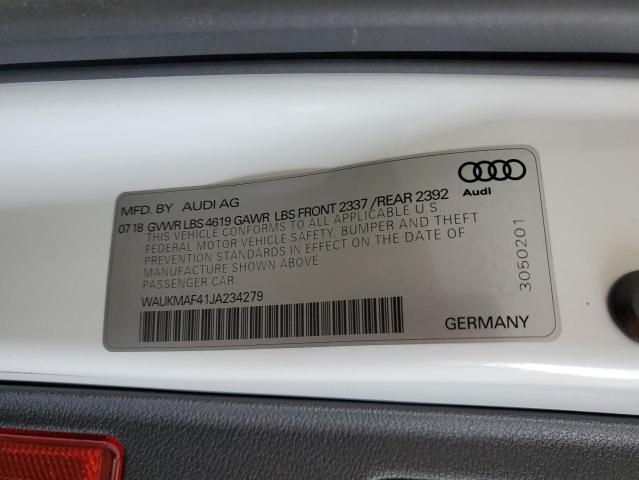 MFD. BY AUDI AG
07 18 GVWR LBS 4619 GAWR LBS FRONT 2337 /REAR 2392
THIS VEHICLE CONFORMS TO ALL APPLICABLE U S
FEDERAL MOTOR VEHICLE SAFETY, BUMPER AND THEFT
PREVENTION STANDARDS IN EFFECT ON THE DATE OF
MANUFACTURE SHOWN ABOVE
PASSENGER CAR
WAUKMAF41JA234279
GERMANY
Audi
3050201